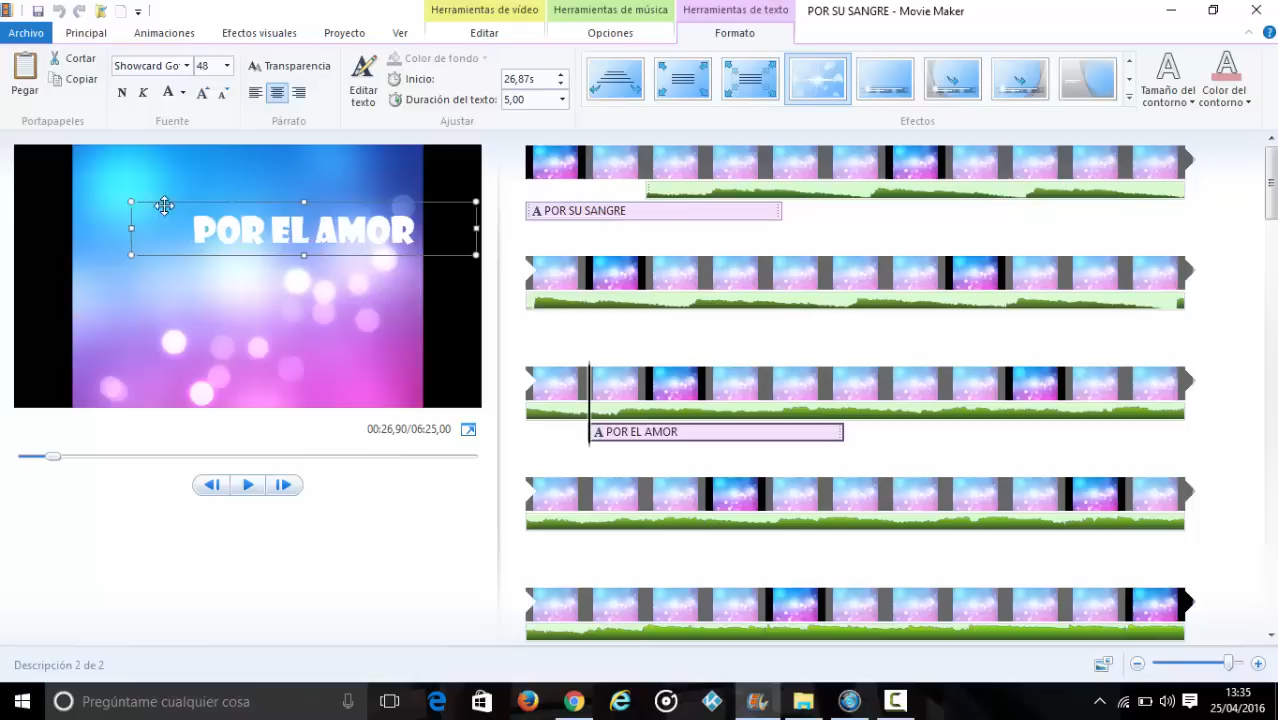 Herramientas de vídeo Herramientas de música Herramientas de texto POR SU SANGRE - Movie Maker
Archivo Principal Animaciones Efectos visuales Proyecto Ver Editar Opciones Formato
Pegar
Cortar
Copiar
Portapapeles
Showcard Go 48
N K A A A
Fuente
Transparencia
Párrafo
Editar texto
Color de fondo
Inicio: 26,87s
Duración del texto: 5,00
Ajustar
Efectos
A Tamaño del contorno
A Color del contorno
POR EL AMOR
00:26,90/06:25,00
A POR SU SANGRE
A POR EL AMOR
Descripción 2 de 2
Pregúntame cualquier cosa
13:35
25/04/2016